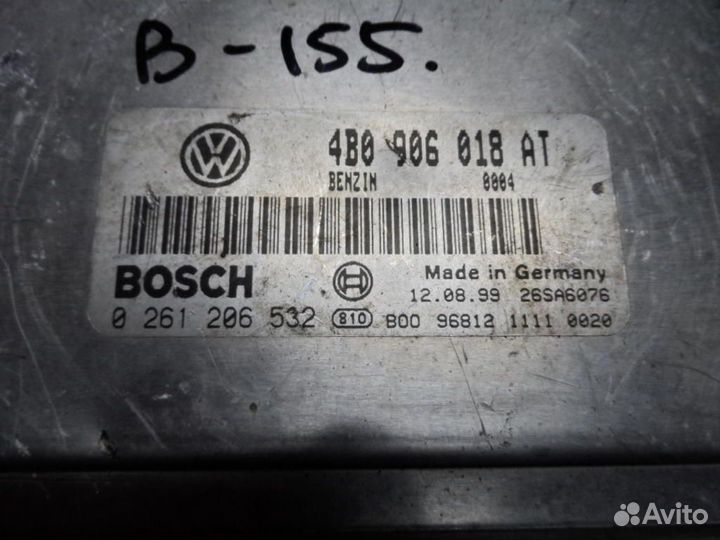 B-155.
4B0 906 018 AT
BENZIN 0004
BOSCH
Made in Germany
12.08.99 26SA6076
0 261 206 532 810 B00 96812 1111 0020
Avito